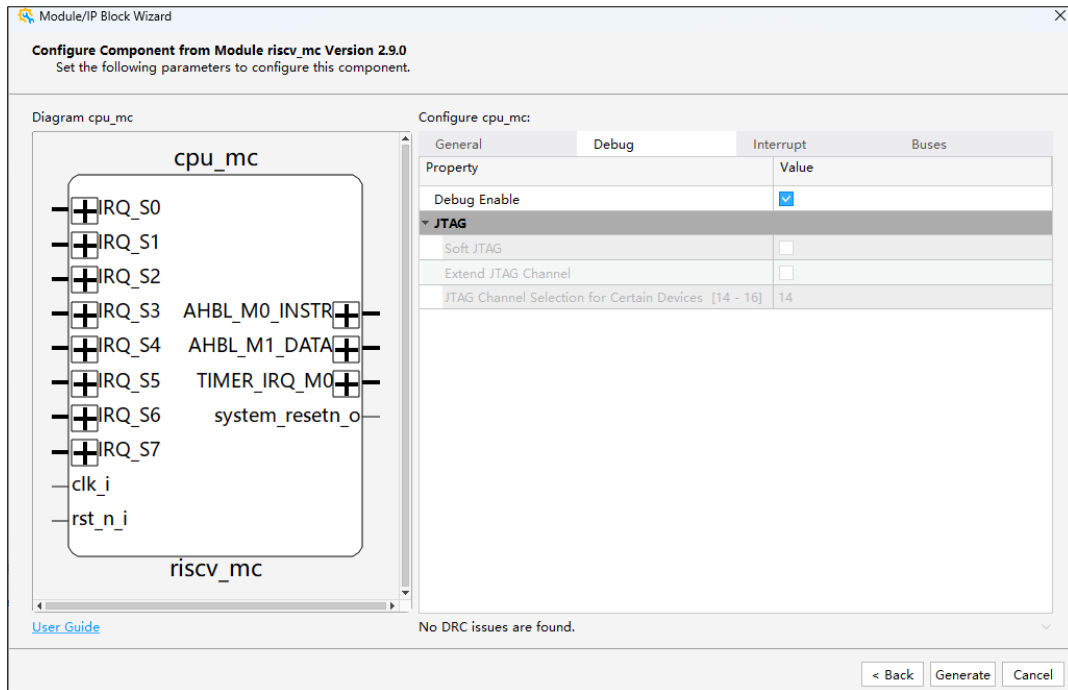 Module/IP Block Wizard
Configure Component from Module riscv_mc Version 2.9.0
Set the following parameters to configure this component.
Diagram cpu_mc
cpu_mc
IRQ_S0
IRQ_S1
IRQ_S2
IRQ_S3 AHBL_M0_INSTR
IRQ_S4 AHBL_M1_DATA
IRQ_S5 TIMER_IRQ_M0
IRQ_S6 system_resetn_o
IRQ_S7
clk_i
rst_n_i
riscv_mc
User Guide
Configure cpu_mc:
General Debug Interrupt Buses
Property Value
Debug Enable
JTAG
Soft JTAG
Extend JTAG Channel
JTAG Channel Selection for Certain Devices [14 - 16] 14
No DRC issues are found.
< Back Generate Cancel